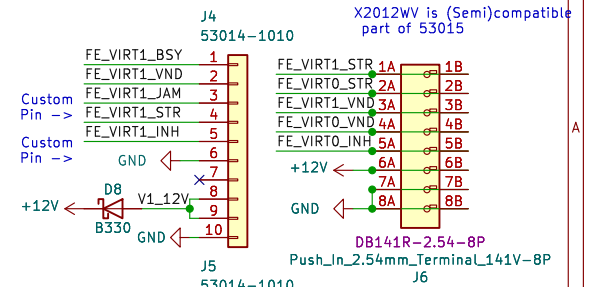 J4
53014-1010
FE_VIRT1_BSY 1
FE_VIRT1_VND 2
FE_VIRT1_JAM 3
FE_VIRT1_STR 4
FE_VIRT1_INH 5
Custom
Pin ->
Custom
Pin ->
GND 6
7
V1_12V 8
9
GND 10
D8
+12V
B330
J5
53014-1010
X2012WV is (Semi)compatible
part of 53015
FE_VIRT1_STR 1A 1B
FE_VIRT0_STR 2A 2B
FE_VIRT1_VND 3A 3B
FE_VIRT0_VND 4A 4B
FE_VIRT0_INH 5A 5B
+12V 6A 6B
7A 7B
GND 8A 8B
DB141R-2.54-8P
Push_In_2.54mm_Terminal_141V-8P
J6
A